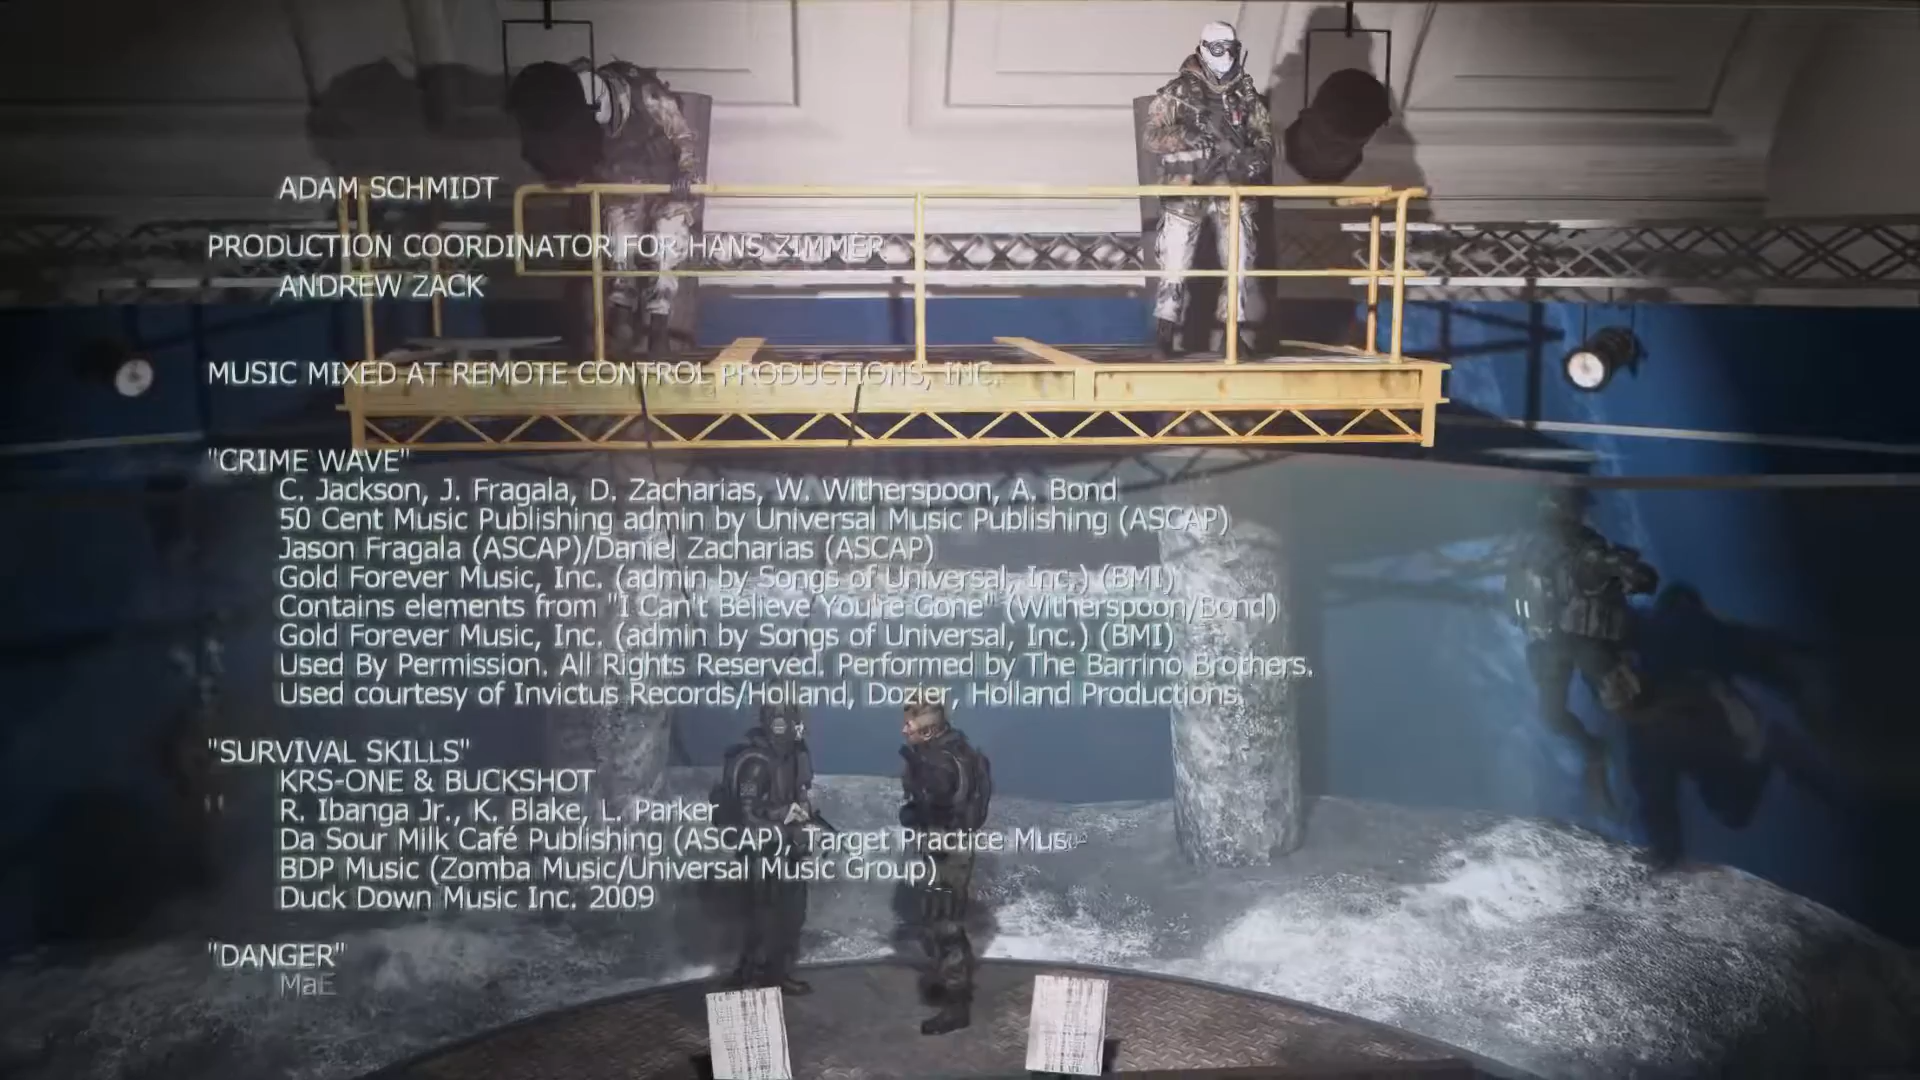 ADAM SCHMIDT
PRODUCTION COORDINATOR FOR HANS ZIMMER
ANDREW ZACK
MUSIC MIXED AT REMOTE CONTROL PRODUCTIONS, INC.
"CRIME WAVE"
C. Jackson, J. Fragala, D. Zacharias, W. Witherspoon, A. Bond
50 Cent Music Publishing admin by Universal Music Publishing (ASCAP)
Jason Fragala (ASCAP)/Daniel Zacharias (ASCAP)
Gold Forever Music, Inc. (admin by Songs of Universal, Inc.) (BMI)
Contains elements from "I Can't Believe You're Gone" (Witherspoon/Bond)
Gold Forever Music, Inc. (admin by Songs of Universal, Inc.) (BMI)
Used By Permission. All Rights Reserved. Performed by The Barrino Brothers.
Used courtesy of Invictus Records/Holland, Dozier, Holland Productions.
"SURVIVAL SKILLS"
KRS-ONE & BUCKSHOT
R. Ibanga Jr., K. Blake, L. Parker
Da Sour Milk Café Publishing (ASCAP), Target Practice Mus
BDP Music (Zomba Music/Universal Music Group)
Duck Down Music Inc. 2009
"DANGER"
MaE